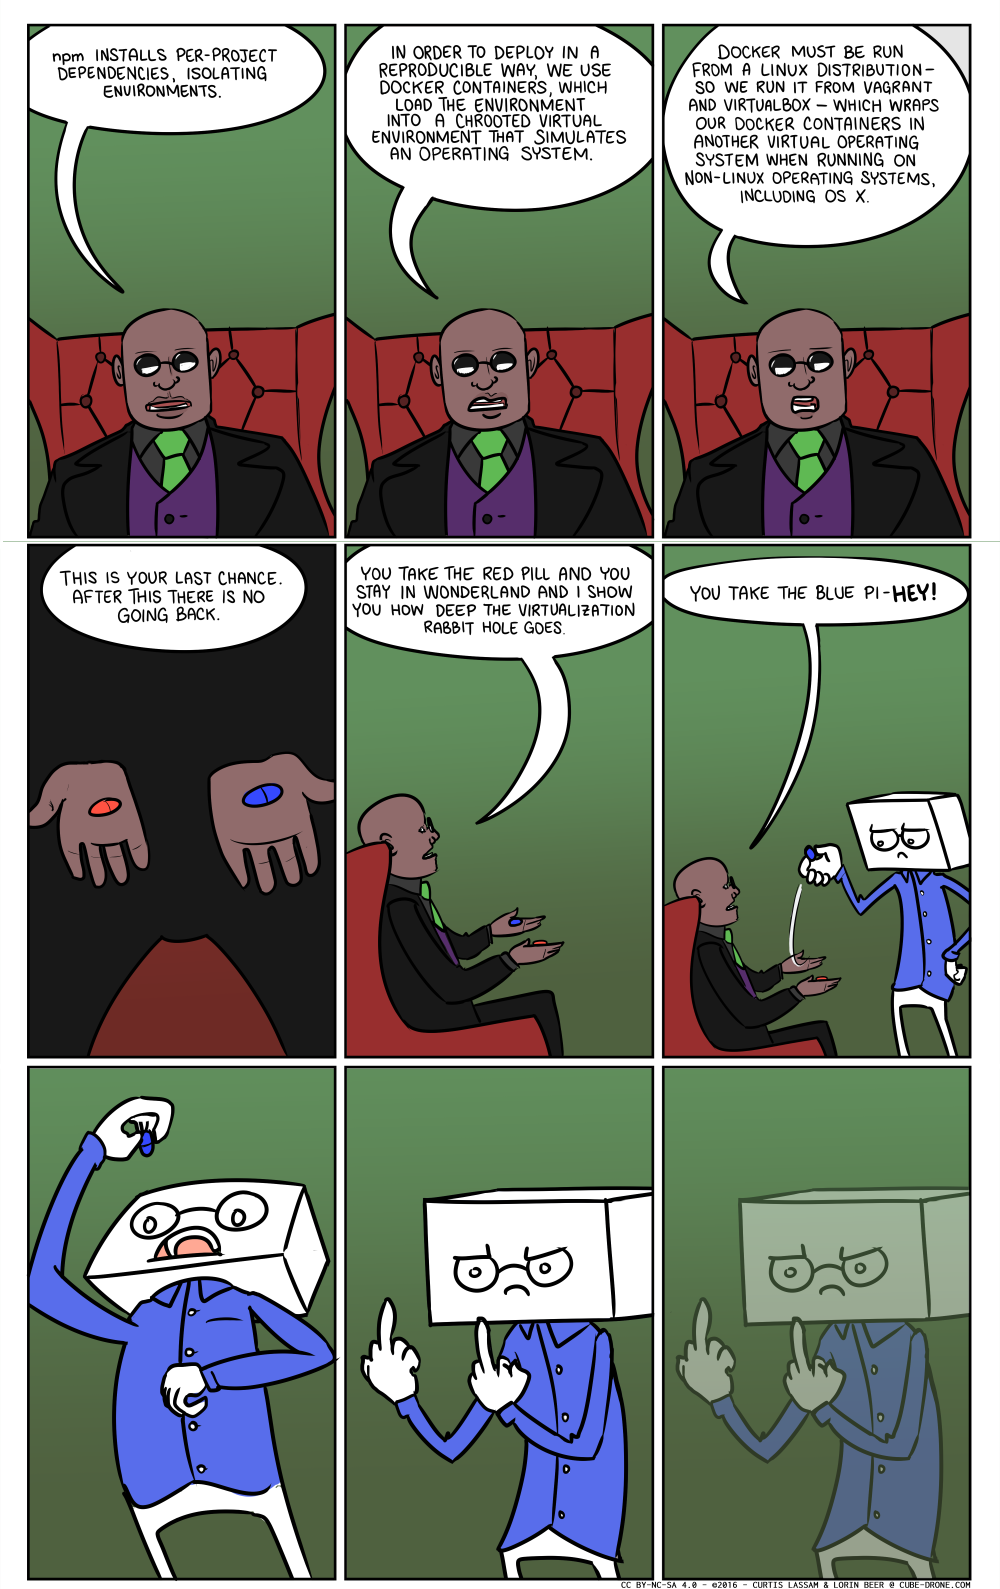 npm INSTALLS PER-PROJECT
DEPENDENCIES, ISOLATING
ENVIRONMENTS.
IN ORDER TO DEPLOY IN A
REPRODUCIBLE WAY, WE USE
DOCKER CONTAINERS, WHICH
LOAD THE ENVIRONMENT
INTO A CHROOTED VIRTUAL
ENVIRONMENT THAT SIMULATES
AN OPERATING SYSTEM.
DOCKER MUST BE RUN
FROM A LINUX DISTRIBUTION—
SO WE RUN IT FROM VAGRANT
AND VIRTUALBOX — WHICH WRAPS
OUR DOCKER CONTAINERS IN
ANOTHER VIRTUAL OPERATING
SYSTEM WHEN RUNNING ON
NON-LINUX OPERATING SYSTEMS,
INCLUDING OS X.
THIS IS YOUR LAST CHANCE.
AFTER THIS THERE IS NO
GOING BACK.
YOU TAKE THE RED PILL AND YOU
STAY IN WONDERLAND AND I SHOW
YOU HOW DEEP THE VIRTUALIZATION
RABBIT HOLE GOES.
YOU TAKE THE BLUE PI-HEY!
CC BY-NC-SA 4.0 - ©2016 - CURTIS LASSAM & LORIN BEER @ CUBE-DRONE.COM